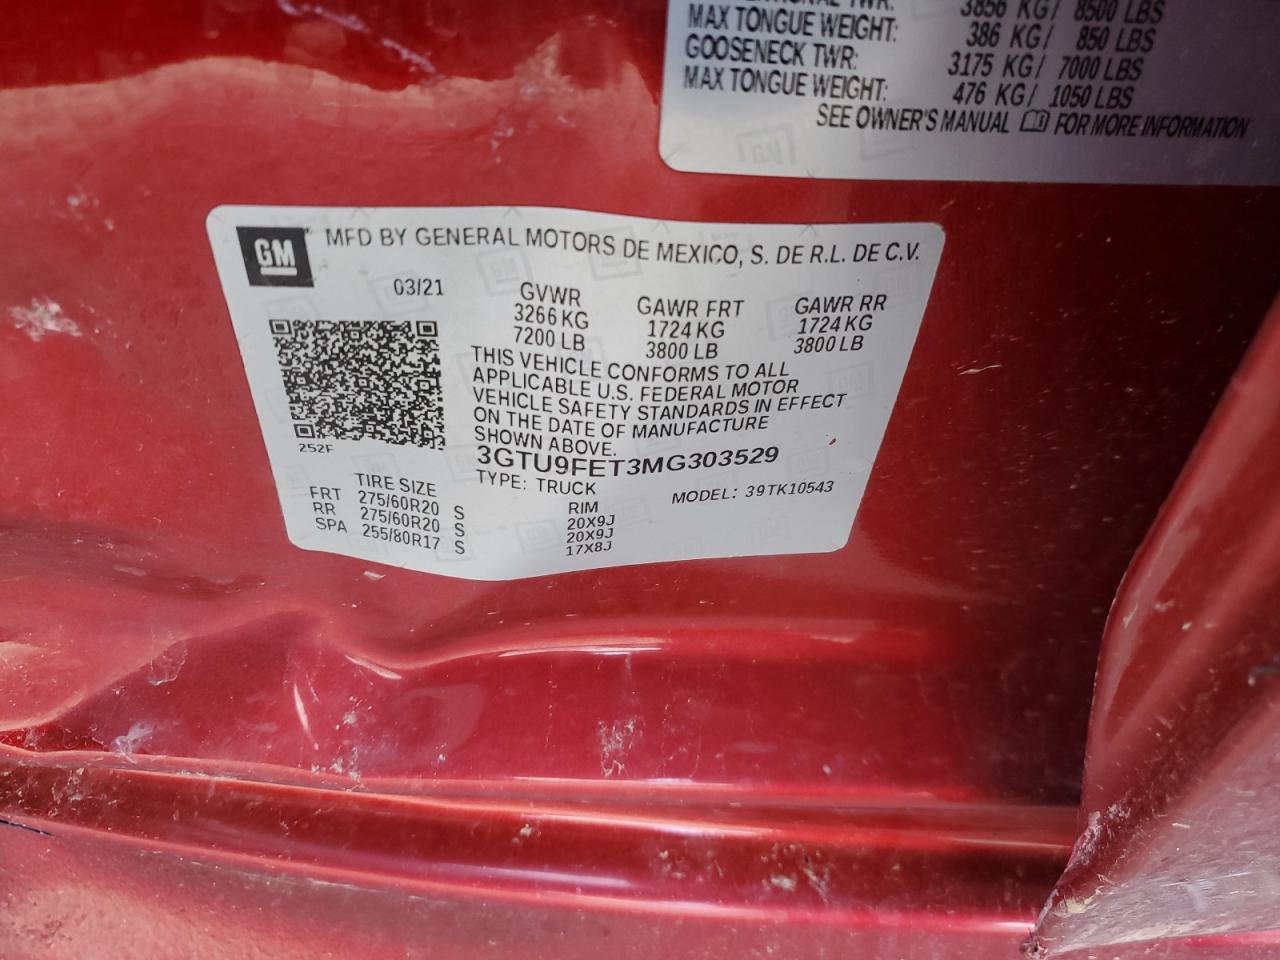 3856 KG/ 8500 LBS
MAX TONGUE WEIGHT: 386 KG/ 850 LBS
GOOSENECK TWR: 3175 KG/ 7000 LBS
MAX TONGUE WEIGHT: 476 KG/ 1050 LBS
SEE OWNER'S MANUAL FOR MORE INFORMATION
GM MFD BY GENERAL MOTORS DE MEXICO, S. DE R.L. DE C.V.
03/21 GVWR GAWR FRT GAWR RR
3266 KG 1724 KG 1724 KG
7200 LB 3800 LB 3800 LB
THIS VEHICLE CONFORMS TO ALL
APPLICABLE U.S. FEDERAL MOTOR
VEHICLE SAFETY STANDARDS IN EFFECT
ON THE DATE OF MANUFACTURE
SHOWN ABOVE.
252F
3GTU9FET3MG303529
TYPE: TRUCK MODEL: 39TK10543
TIRE SIZE RIM
FRT 275/60R20 S 20X9J
RR 275/60R20 S 20X9J
SPA 255/80R17 S 17X8J